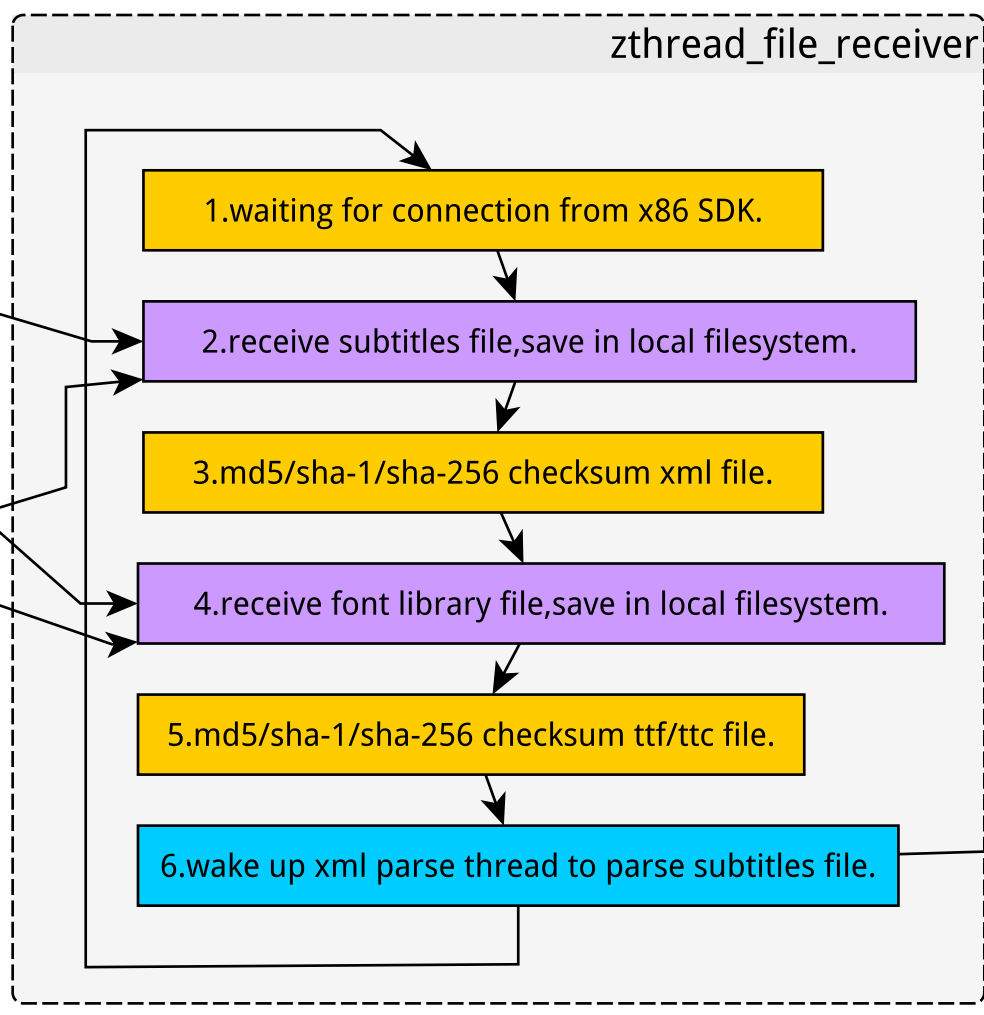 zthread_file_receiver
1.waiting for connection from x86 SDK.
2.receive subtitles file,save in local filesystem.
3.md5/sha-1/sha-256 checksum xml file.
4.receive font library file,save in local filesystem.
5.md5/sha-1/sha-256 checksum ttf/ttc file.
6.wake up xml parse thread to parse subtitles file.